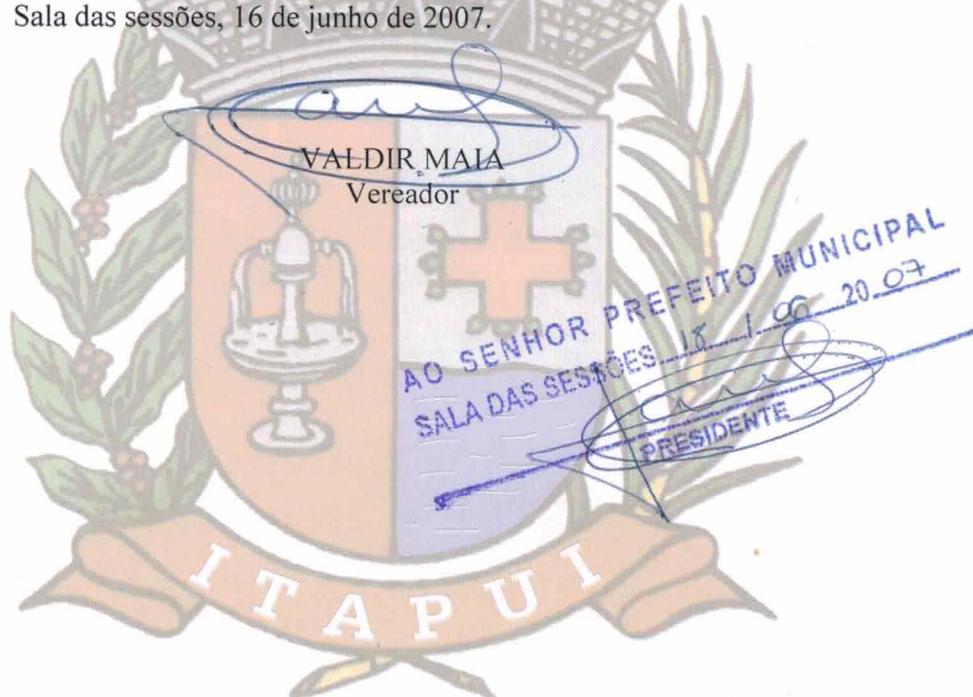 Sala das sessões, 16 de junho de 2007.
VALDIR MAIA
Vereador
AO SENHOR PREFEITO MUNICIPAL
SALA DAS SESSÕES 18 / 06 20 07
PRESIDENTE
ITAPUI